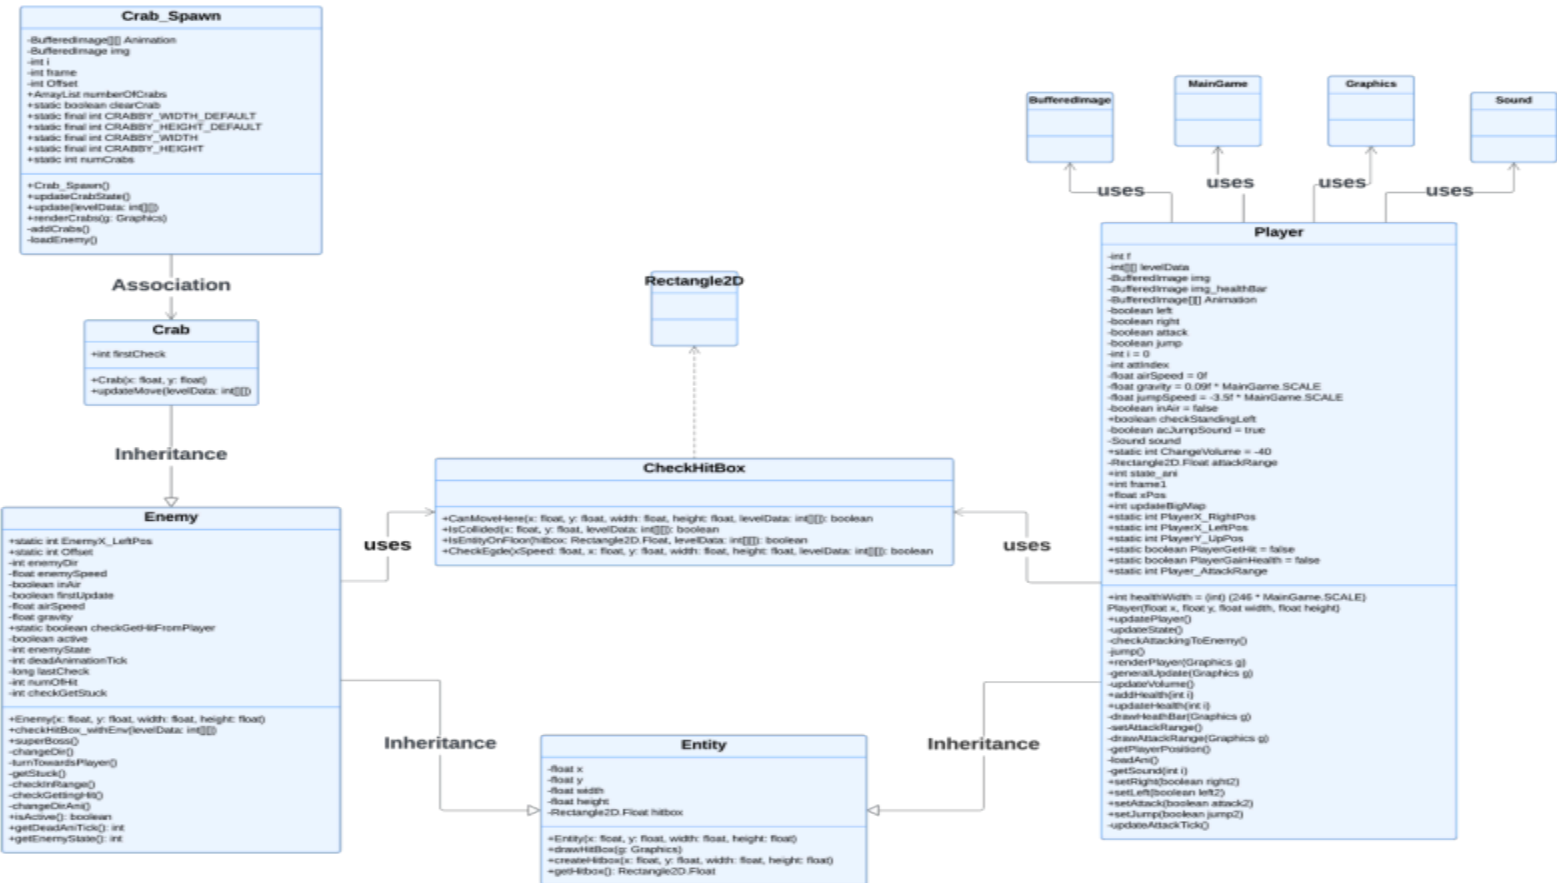 Crab_Spawn
-BufferedImage[][] Animation
-BufferedImage img
-int i
-int frame
-int Offset
+ArrayList numberOfCrabs
+static boolean clearCrab
+static final int CRABBY_WIDTH_DEFAULT
+static final int CRABBY_HEIGHT_DEFAULT
+static final int CRABBY_WIDTH
+static final int CRABBY_HEIGHT
+static int numCrabs
+Crab_Spawn()
+updateCrabState()
+update(levelData: int[][])
+renderCrabs(g: Graphics)
-addCrabs()
-loadEnemy()
Association
Crab
+int firstCheck
+Crab(x: float, y: float)
+updateMove(levelData: int[][])
Inheritance
Enemy
+static int EnemyX_LeftPos
+static int Offset
-int enemyDir
-float enemySpeed
-boolean inAir
-boolean firstUpdate
-float airSpeed
-float gravity
+static boolean checkGetHitFromPlayer
-boolean active
-int enemyState
-int deadAnimationTick
-long lastCheck
-int numOfHit
-int checkGetStuck
+Enemy(x: float, y: float, width: float, height: float)
+checkHitBox_withEnv(levelData: int[][])
+superBoss()
-changeDir()
-turnTowardsPlayer()
-getStuck()
-checkInRange()
-checkGettingHit()
-changeDirAni()
+isActive(): boolean
+getDeadAniTick(): int
+getEnemyState(): int
Rectangle2D
CheckHitBox
+CanMoveHere(x: float, y: float, width: float, height: float, levelData: int[][]): boolean
+IsCollided(x: float, y: float, levelData: int[][]): boolean
+IsEntityOnFloor(hitbox: Rectangle2D.Float, levelData: int[][]): boolean
+CheckEgde(xSpeed: float, x: float, y: float, width: float, height: float, levelData: int[][]): boolean
uses
uses
Inheritance
Inheritance
Entity
-float x
-float y
-float width
-float height
-Rectangle2D.Float hitbox
+Entity(x: float, y: float, width: float, height: float)
+drawHitBox(g: Graphics)
+createHitbox(x: float, y: float, width: float, height: float)
+getHitbox(): Rectangle2D.Float
BufferedImage
MainGame
Graphics
Sound
uses
uses
uses
uses
Player
-int f
-int[][] levelData
-BufferedImage img
-BufferedImage img_healthBar
-BufferedImage[][] Animation
-boolean left
-boolean right
-boolean attack
-boolean jump
-int i = 0
-int attIndex
-float airSpeed = 0f
-float gravity = 0.09f * MainGame.SCALE
-float jumpSpeed = -3.5f * MainGame.SCALE
-boolean inAir = false
+boolean checkStandingLeft
-boolean acJumpSound = true
-Sound sound
+static int ChangeVolume = -40
-Rectangle2D.Float attackRange
+int state_ani
+int frame1
+float xPos
+int updateBigMap
+static int PlayerX_RightPos
+static int PlayerX_LeftPos
+static int PlayerY_UpPos
+static boolean PlayerGetHit = false
+static boolean PlayerGainHealth = false
+static int Player_AttackRange
+int healthWidth = (int) (246 * MainGame.SCALE)
Player(float x, float y, float width, float height)
+updatePlayer()
-updateState()
-checkAttackingToEnemy()
-jump()
+renderPlayer(Graphics g)
-generalUpdate(Graphics g)
-updateVolume()
+addHealth(int i)
+updateHealth(int i)
-drawHeathBar(Graphics g)
-setAttackRange()
-drawAttackRange(Graphics g)
-getPlayerPosition()
-loadAni()
-getSound(int i)
+setRight(boolean right2)
+setLeft(boolean left2)
+setAttack(boolean attack2)
+setJump(boolean jump2)
-updateAttackTick()